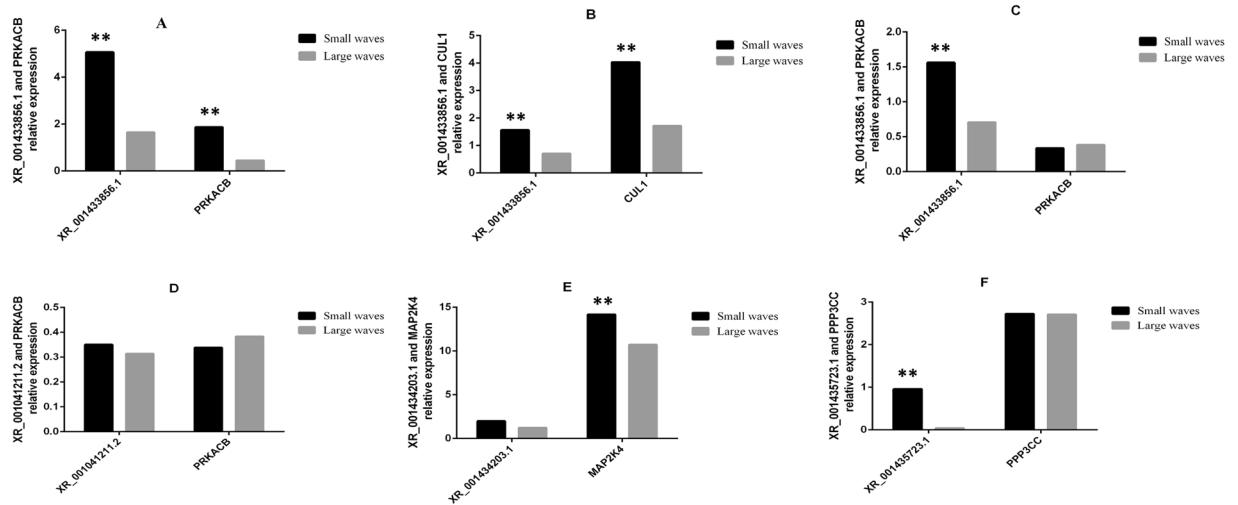 A
XR_001433856.1 and PRKACB
relative expression
6
4
2
0
**
**
XR_001433856.1
PRKACB
Small waves
Large waves
B
XR_001433856.1 and CUL1
relative expression
5
4
3
2
1
0
**
**
XR_001433856.1
CUL1
Small waves
Large waves
C
XR_001433856.1 and PRKACB
relative expression
2.0
1.5
1.0
0.5
0.0
**
XR_001433856.1
PRKACB
Small waves
Large waves
D
XR_001041211.2 and PRKACB
relative expression
0.5
0.4
0.3
0.2
0.1
0.0
XR_001041211.2
PRKACB
Small waves
Large waves
E
XR_001434203.1 and MAP2K4
relative expression
15
10
5
0
**
XR_001434203.1
MAP2K4
Small waves
Large waves
F
XR_001435723.1 and PPP3CC
relative expression
3
2
1
0
**
XR_001435723.1
PPP3CC
Small waves
Large waves